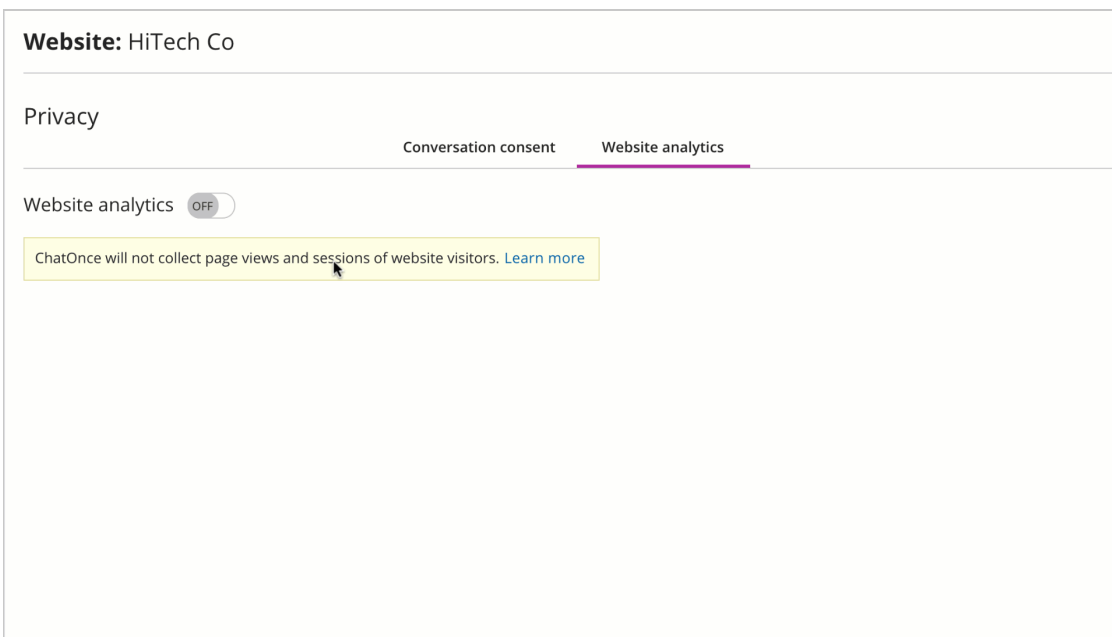 Website: HiTech Co
Privacy
Conversation consent Website analytics
Website analytics OFF
ChatOnce will not collect page views and sessions of website visitors. Learn more